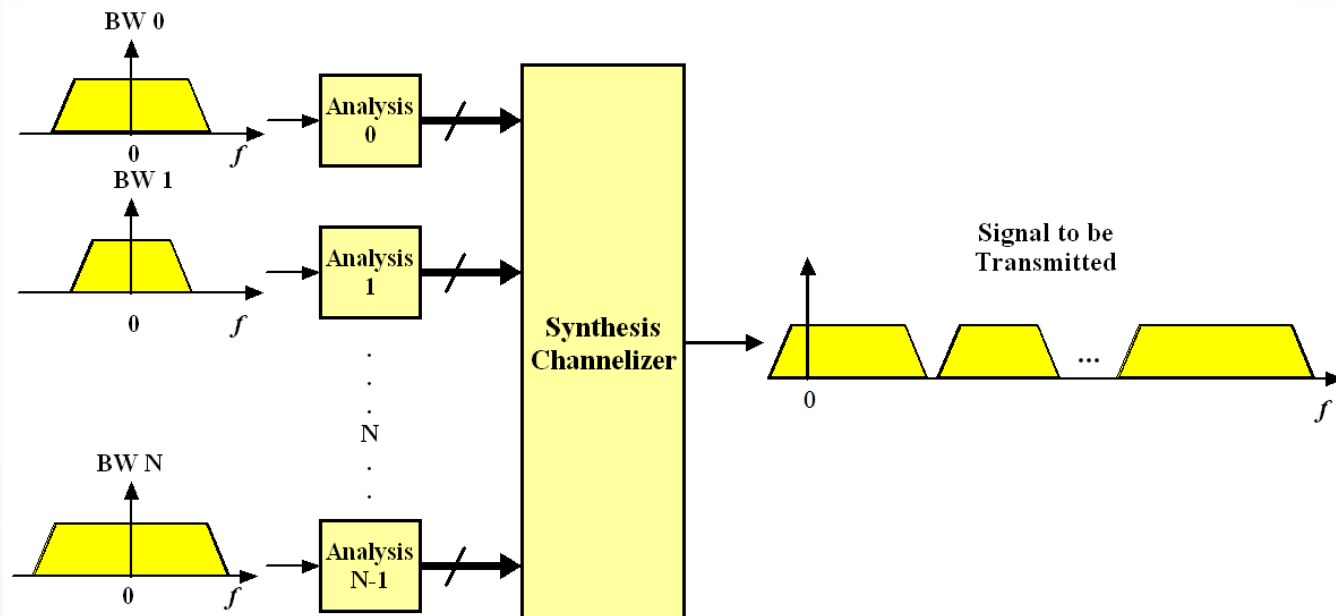 BW 0
0
f
Analysis
0
BW 1
0
f
Analysis
1
.
.
.
N
.
.
.
BW N
0
f
Analysis
N-1
Synthesis
Channelizer
Signal to be
Transmitted
...
0
f